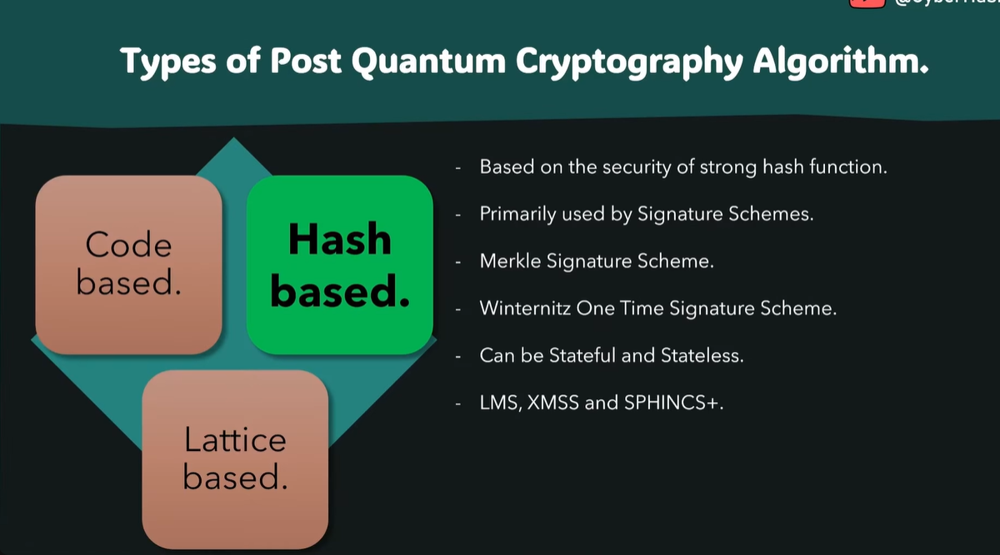 Types of Post Quantum Cryptography Algorithm.
Code
based.
Hash
based.
Lattice
based.
- Based on the security of strong hash function.
- Primarily used by Signature Schemes.
- Merkle Signature Scheme.
- Winternitz One Time Signature Scheme.
- Can be Stateful and Stateless.
- LMS, XMSS and SPHINCS+.